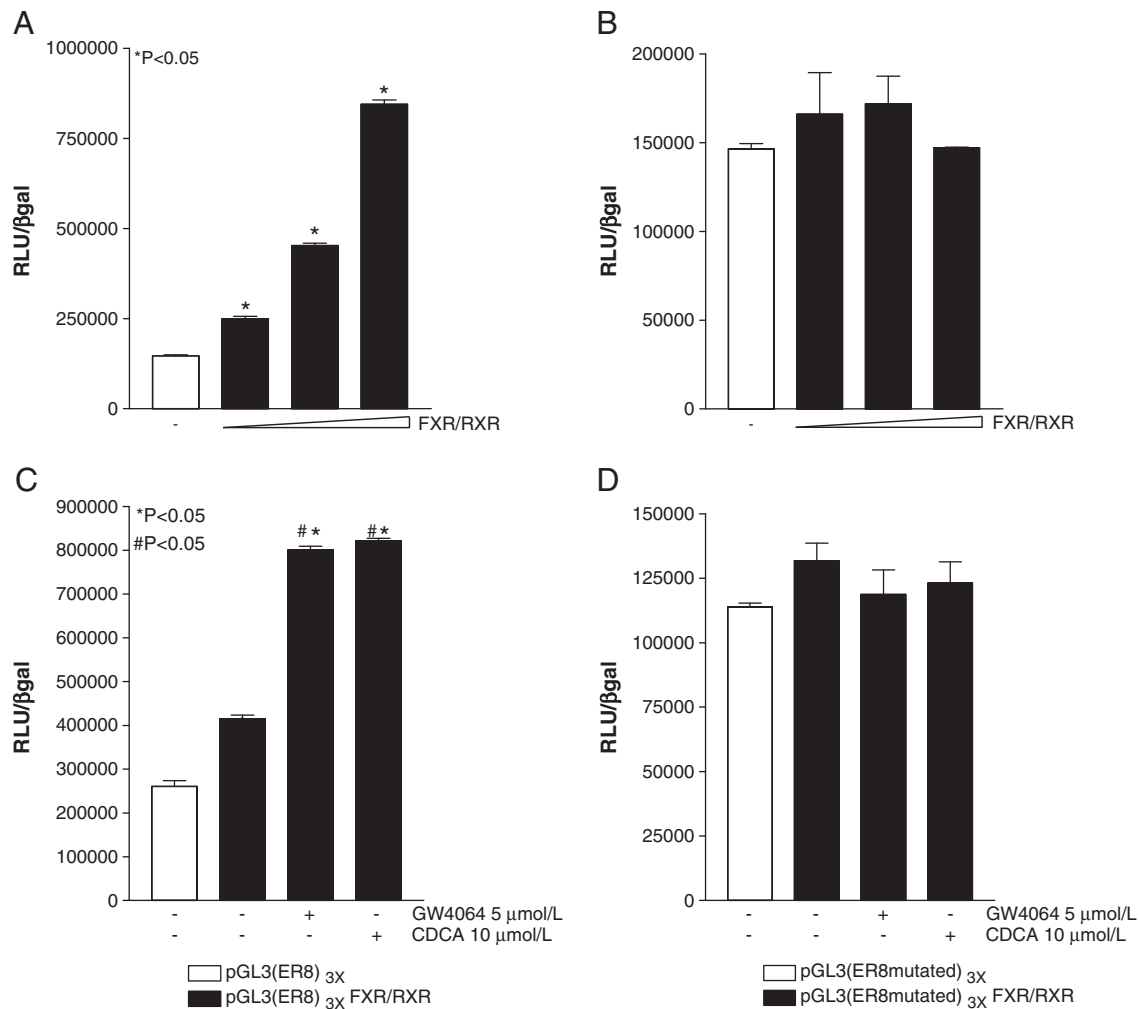 A
*P<0.05
1000000
750000
500000
250000
0
RLU/βgal
*
*
*
-
FXR/RXR
B
200000
150000
100000
50000
0
RLU/βgal
-
FXR/RXR
C
*P<0.05
#P<0.05
900000
800000
700000
600000
500000
400000
300000
200000
100000
0
RLU/βgal
#*
#*
- - + - GW4064 5 μmol/L
- - - + CDCA 10 μmol/L
pGL3(ER8) 3X
pGL3(ER8) 3X FXR/RXR
D
150000
125000
100000
75000
50000
25000
0
RLU/βgal
- - + - GW4064 5 μmol/L
- - - + CDCA 10 μmol/L
pGL3(ER8mutated) 3X
pGL3(ER8mutated) 3X FXR/RXR